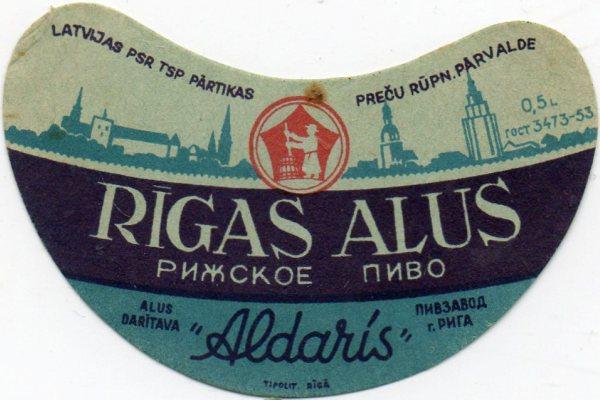 LATVIJAS PSR TSP PĀRTIKAS PREČU RŪPN. PĀRVALDE
0,5 L
ГОСТ 3473-53
RĪGAS ALUS
РИЖСКОЕ ПИВО
ALUS DARĪTAVA
"Aldaris"
ПИВЗАВОД г. РИГА
TIPOLIT. RĪGĀ